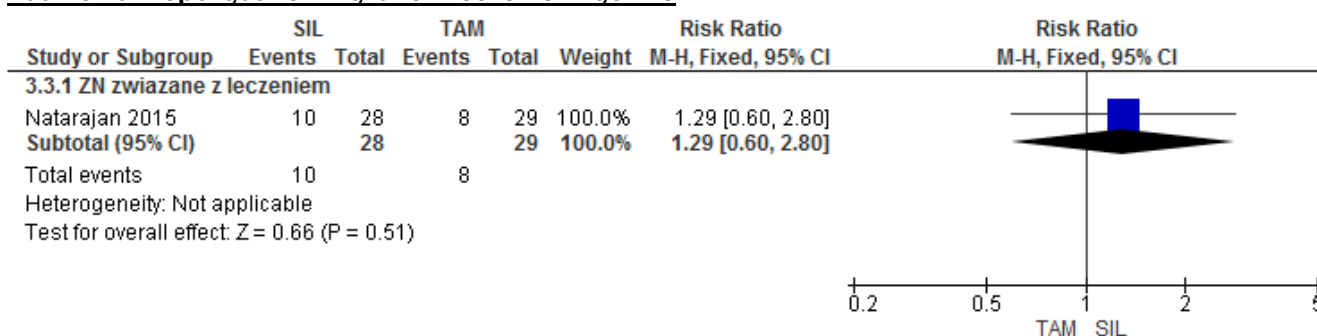 SIL TAM Risk Ratio Risk Ratio
Study or Subgroup Events Total Events Total Weight M-H, Fixed, 95% CI M-H, Fixed, 95% CI
3.3.1 ZN zwiazane z leczeniem
Natarajan 2015 10 28 8 29 100.0% 1.29 [0.60, 2.80]
Subtotal (95% CI) 28 29 100.0% 1.29 [0.60, 2.80]
Total events 10 8
Heterogeneity: Not applicable
Test for overall effect: Z = 0.66 (P = 0.51)
0.2 0.5 1 2 5
TAM SIL